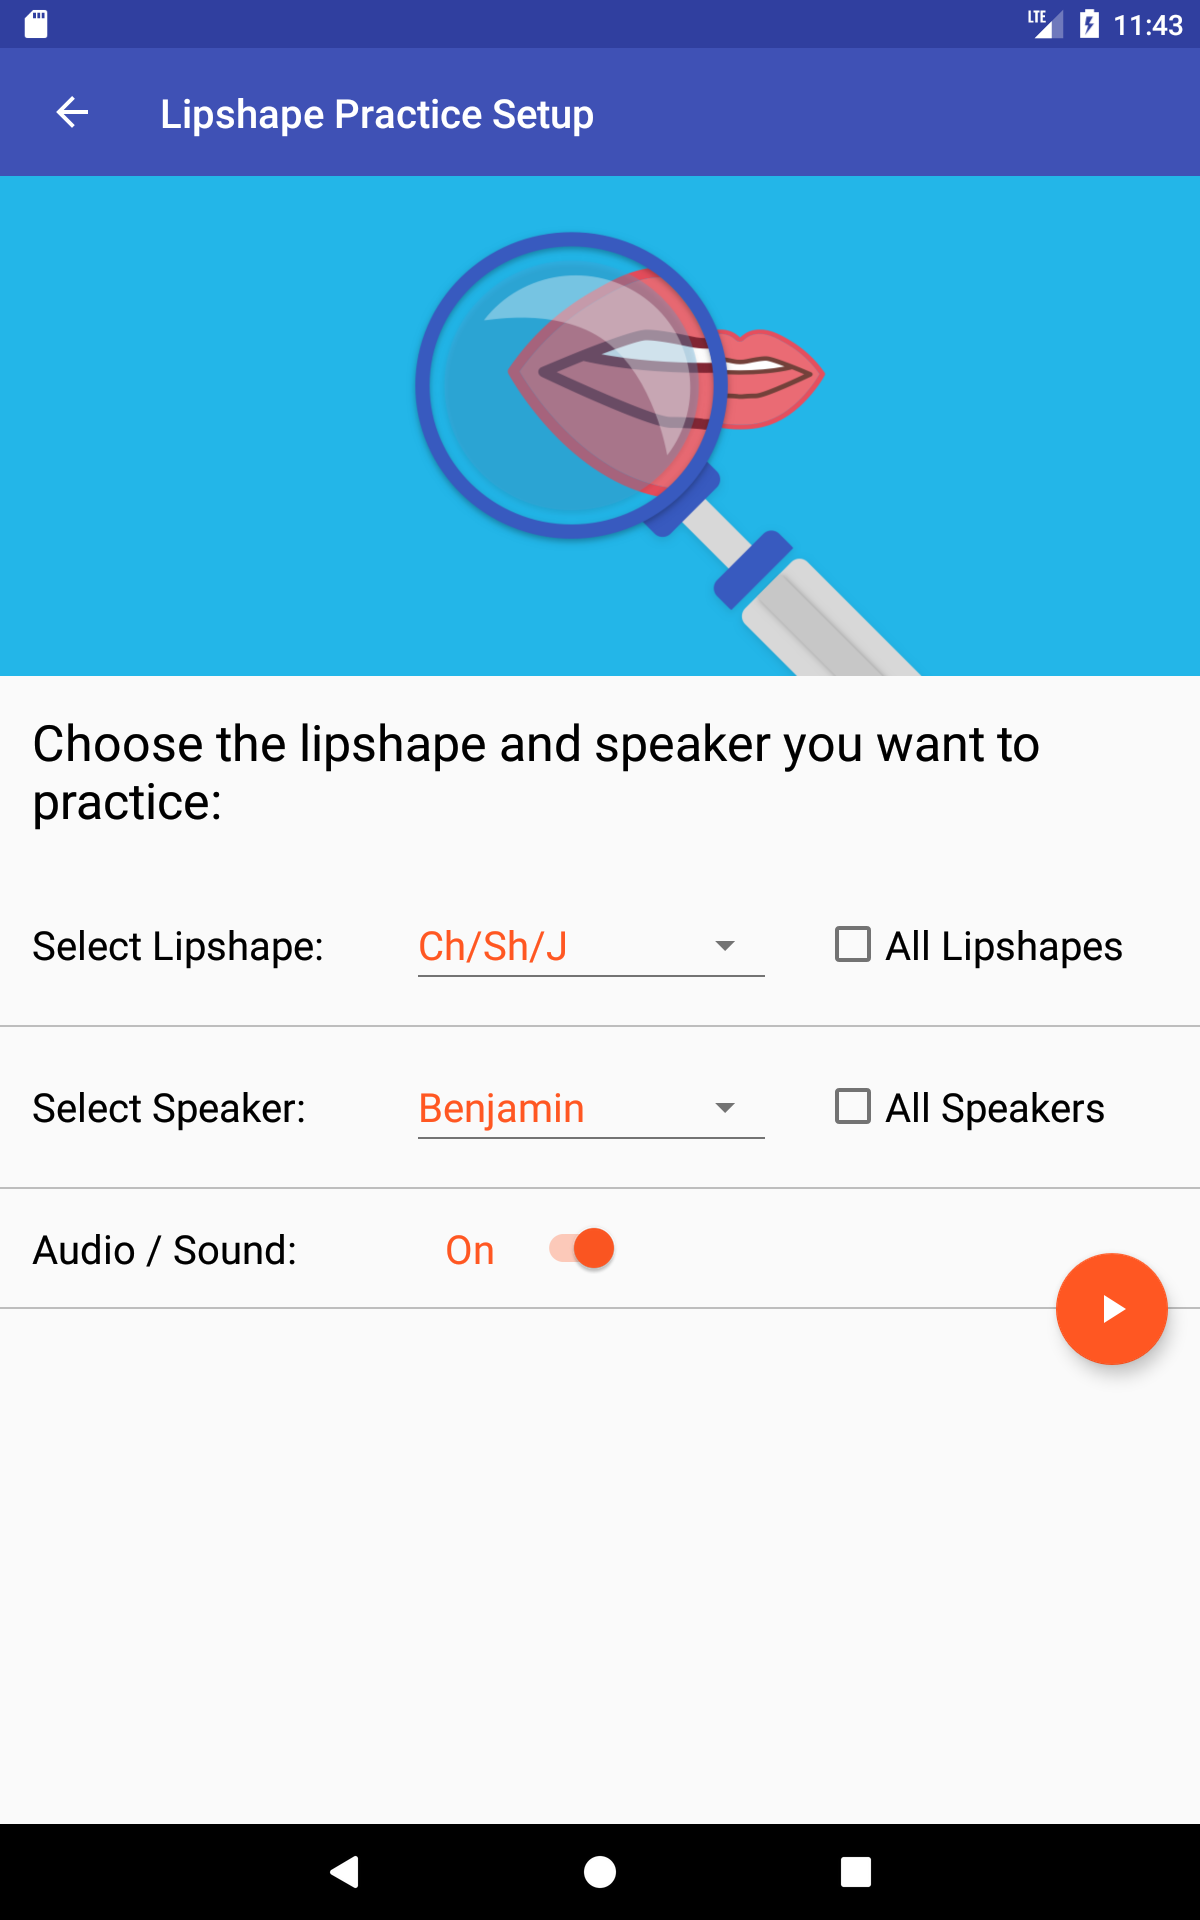 LTE 11:43
Lipshape Practice Setup
Choose the lipshape and speaker you want to
practice:
Select Lipshape: Ch/Sh/J All Lipshapes
Select Speaker: Benjamin All Speakers
Audio / Sound: On